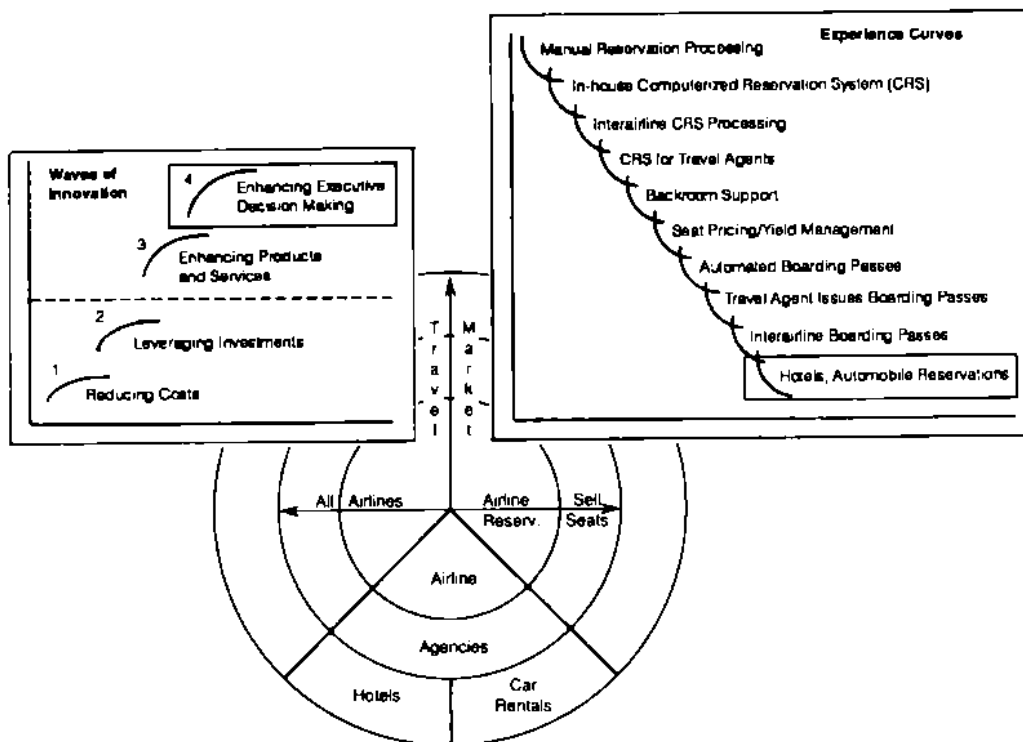 Experience Curves
Manual Reservation Processing
In-house Computerized Reservation System (CRS)
Interairline CRS Processing
CRS for Travel Agents
Backroom Support
Seat Pricing/Yield Management
Automated Boarding Passes
Travel Agent Issues Boarding Passes
Interairline Boarding Passes
Hotels, Automobile Reservations
Waves of
Innovation
4
Enhancing Executive
Decision Making
3
Enhancing Products
and Services
2
Leveraging Investments
1
Reducing Costs
Travel
Market
All Airlines
Airline
Reserv.
Sell
Seats
Airline
Agencies
Hotels
Car
Rentals